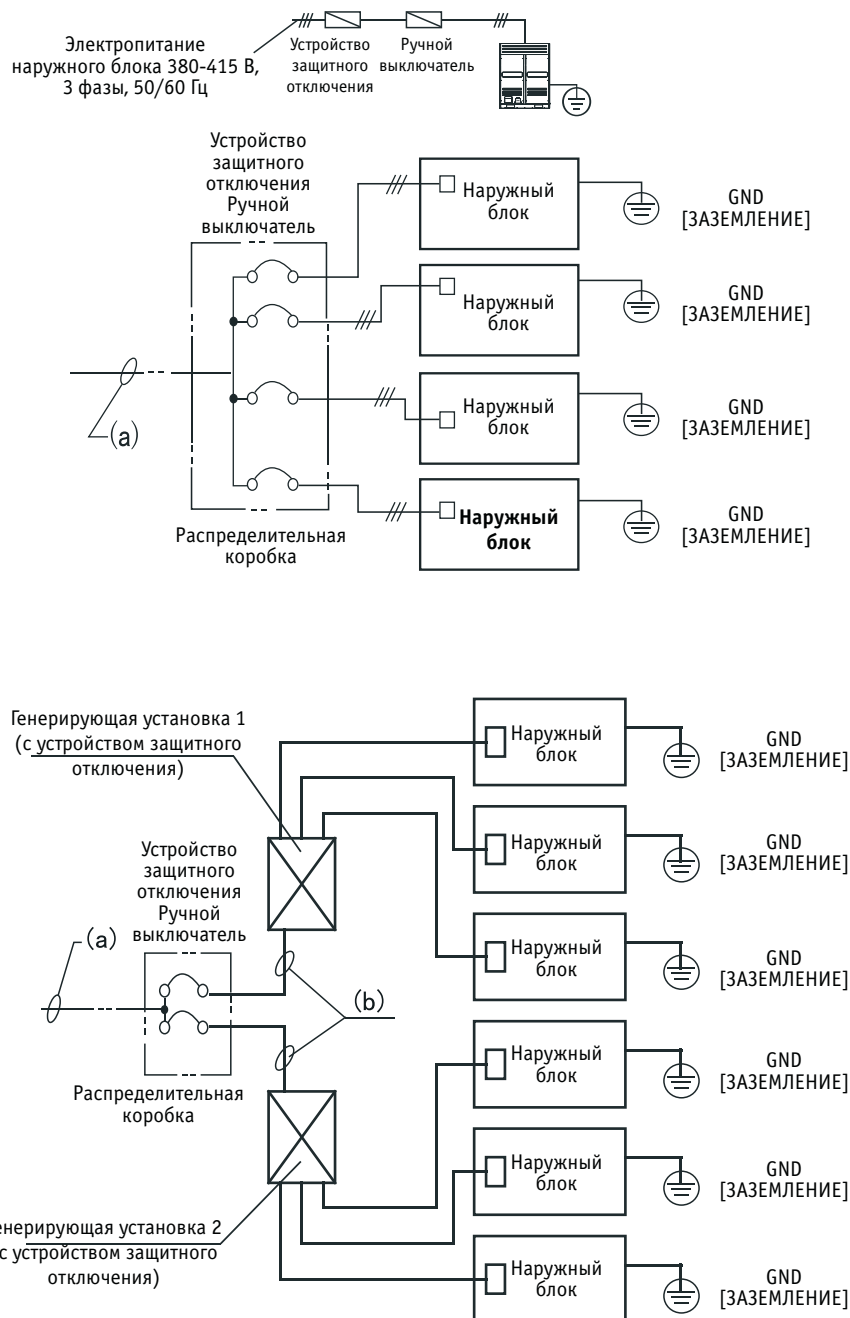 Электропитание
наружного блока 380-415 В,
3 фазы, 50/60 Гц
Устройство
защитного
отключения
Ручной
выключатель
Устройство
защитного
отключения
Ручной
выключатель
Наружный
блок
GND
[ЗАЗЕМЛЕНИЕ]
Наружный
блок
GND
[ЗАЗЕМЛЕНИЕ]
Наружный
блок
GND
[ЗАЗЕМЛЕНИЕ]
Наружный
блок
GND
[ЗАЗЕМЛЕНИЕ]
(a)
Распределительная
коробка
Генерирующая установка 1
(с устройством защитного
отключения)
Устройство
защитного
отключения
Ручной
выключатель
(a)
(b)
Распределительная
коробка
енерирующая установка 2
с устройством защитного
отключения)
Наружный
блок
GND
[ЗАЗЕМЛЕНИЕ]
Наружный
блок
GND
[ЗАЗЕМЛЕНИЕ]
Наружный
блок
GND
[ЗАЗЕМЛЕНИЕ]
Наружный
блок
GND
[ЗАЗЕМЛЕНИЕ]
Наружный
блок
GND
[ЗАЗЕМЛЕНИЕ]
Наружный
блок
GND
[ЗАЗЕМЛЕНИЕ]